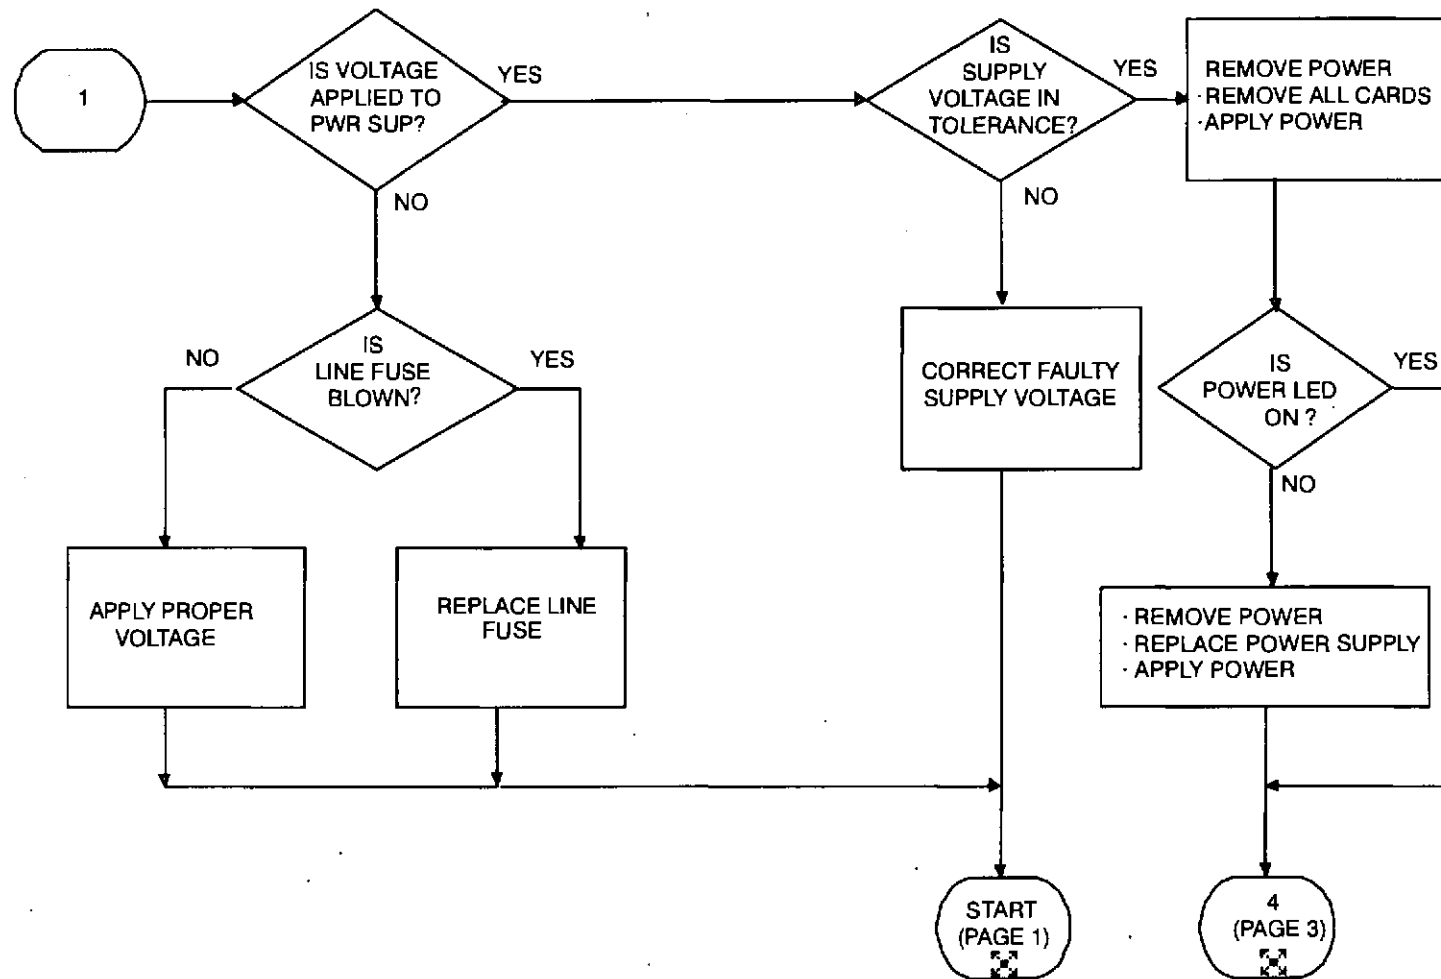 1
IS VOLTAGE
APPLIED TO
PWR SUP?
YES
NO
IS
SUPPLY
VOLTAGE IN
TOLERANCE?
YES
NO
REMOVE POWER
· REMOVE ALL CARDS
· APPLY POWER
IS
LINE FUSE
BLOWN?
NO
YES
CORRECT FAULTY
SUPPLY VOLTAGE
IS
POWER LED
ON ?
YES
NO
APPLY PROPER
VOLTAGE
REPLACE LINE
FUSE
· REMOVE POWER
· REPLACE POWER SUPPLY
· APPLY POWER
START
(PAGE 1)
4
(PAGE 3)